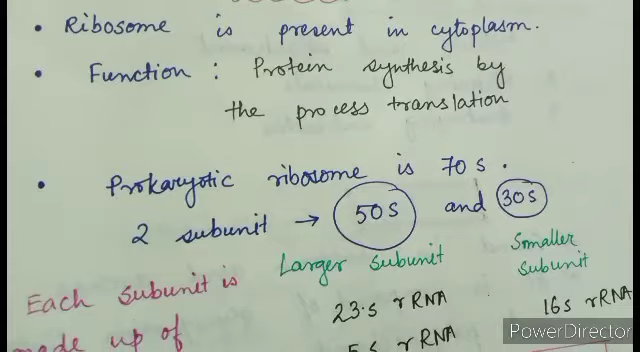 • Ribosome is present in cytoplasm.
• Function : Protein synthesis by
the process translation
• Prokaryotic ribosome is 70 s.
2 subunit → 50S and 30S
Larger subunit
Smaller
subunit
Each subunit is
made up of
23.s rRNA
16s rRNA
5s rRNA
PowerDirector